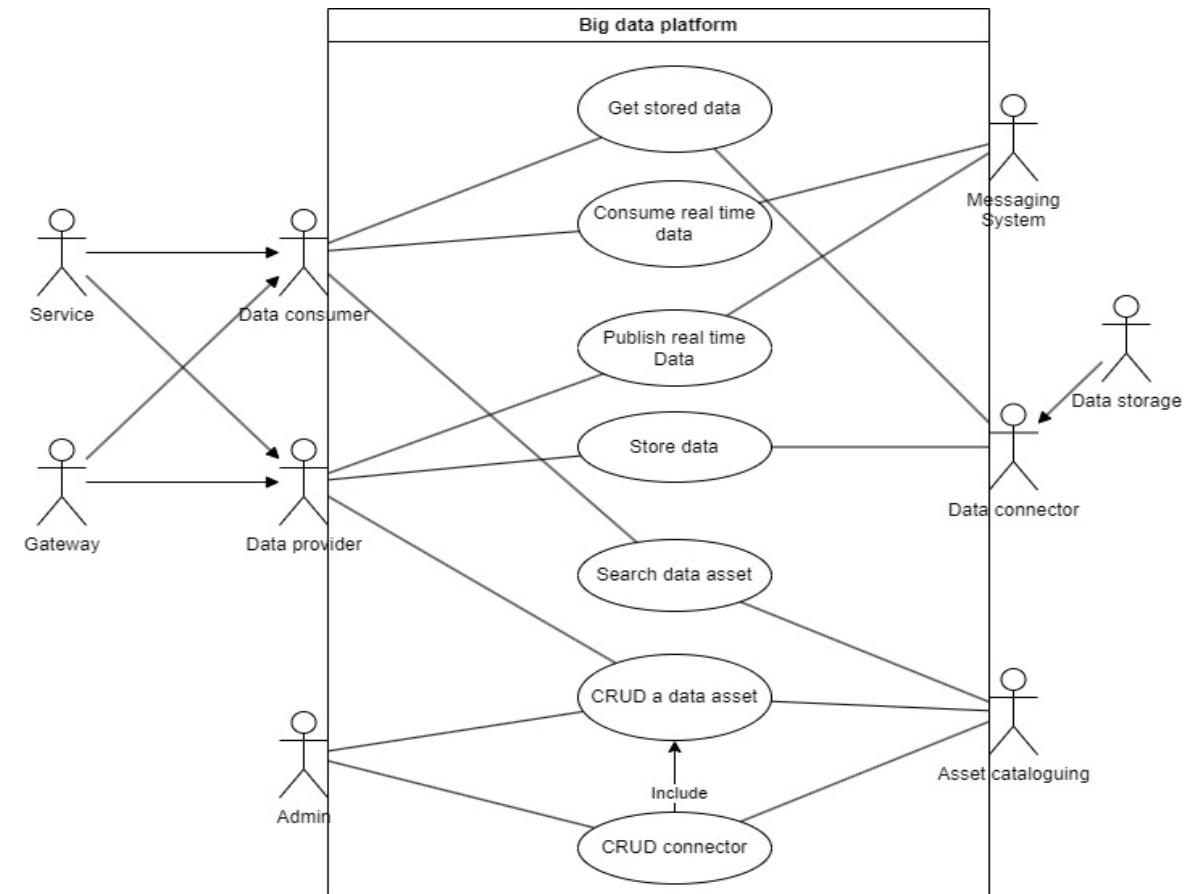 Big data platform
Get stored data
Messaging
System
Consume real time
data
Service
Data consumer
Publish real time
Data
Data storage
Store data
Data connector
Gateway
Data provider
Search data asset
CRUD a data asset
Asset cataloguing
Include
Admin
CRUD connector